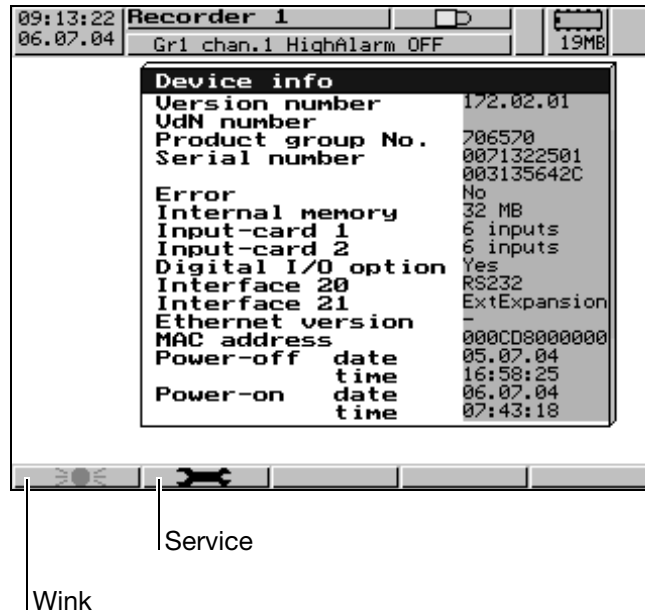 09:13:22 Recorder 1
06.07.04 Gr1 chan.1 HighAlarm OFF 19MB
Device info
Version number 172.02.01
VdN number
Product group No. 706570
Serial number 0071322501
003135642C
Error No
Internal memory 32 MB
Input-card 1 6 inputs
Input-card 2 6 inputs
Digital I/O option Yes
Interface 20 RS232
Interface 21 ExtExpansion
Ethernet version -
MAC address 000CD8000000
Power-off date 05.07.04
time 16:58:25
Power-on date 06.07.04
time 07:43:18
Service
Wink